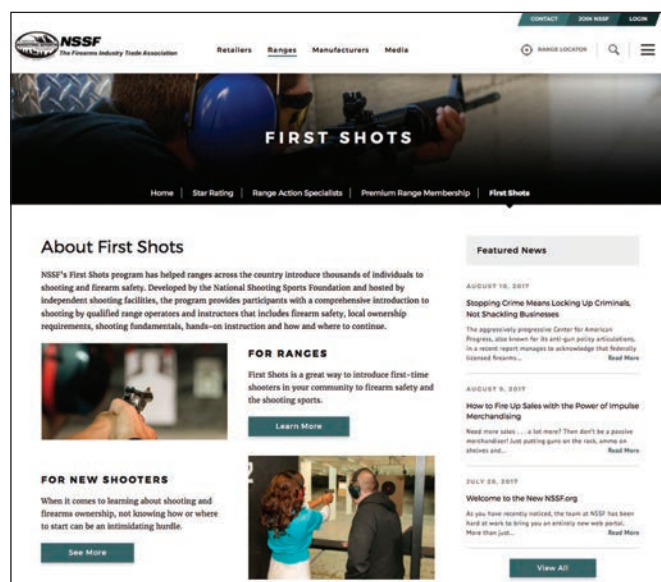 CONTACT JOIN NSSF LOGIN
NSSF
The Firearms Industry Trade Association
Retailers Ranges Manufacturers Media
RANGE LOCATOR
FIRST SHOTS
Home | Star Rating | Range Action Specialists | Premium Range Membership | First Shots
About First Shots
NSSF's First Shots program has helped ranges across the country introduce thousands of individuals to
shooting and firearm safety. Developed by the National Shooting Sports Foundation and hosted by
independent shooting facilities, the program provides participants with a comprehensive introduction to
shooting by qualified range operators and instructors that includes firearm safety, local ownership
requirements, shooting fundamentals, hands-on instruction and how and where to continue.
FOR RANGES
First Shots is a great way to introduce first-time
shooters in your community to firearm safety and
the shooting sports.
Learn More
FOR NEW SHOOTERS
When it comes to learning about shooting and
firearms ownership, not knowing how or where
to start can be an intimidating hurdle.
See More
Featured News
AUGUST 10, 2017
Stopping Crime Means Locking Up Criminals,
Not Shackling Businesses
The aggressively progressive Center for American
Progress, also known for its anti-gun policy articulations,
in a recent report manages to acknowledge that federally
licensed firearms... Read More
AUGUST 9, 2017
How to Fire Up Sales with the Power of Impulse
Merchandising
Need more sales . . . a lot more? Then don't be a passive
merchandiser! Just putting guns on the rack, ammo on
shelves and... Read More
JULY 28, 2017
Welcome to the New NSSF.org
As you have recently noticed, the team at NSSF has been
hard at work to bring you an entirely new web portal.
More than just... Read More
View All